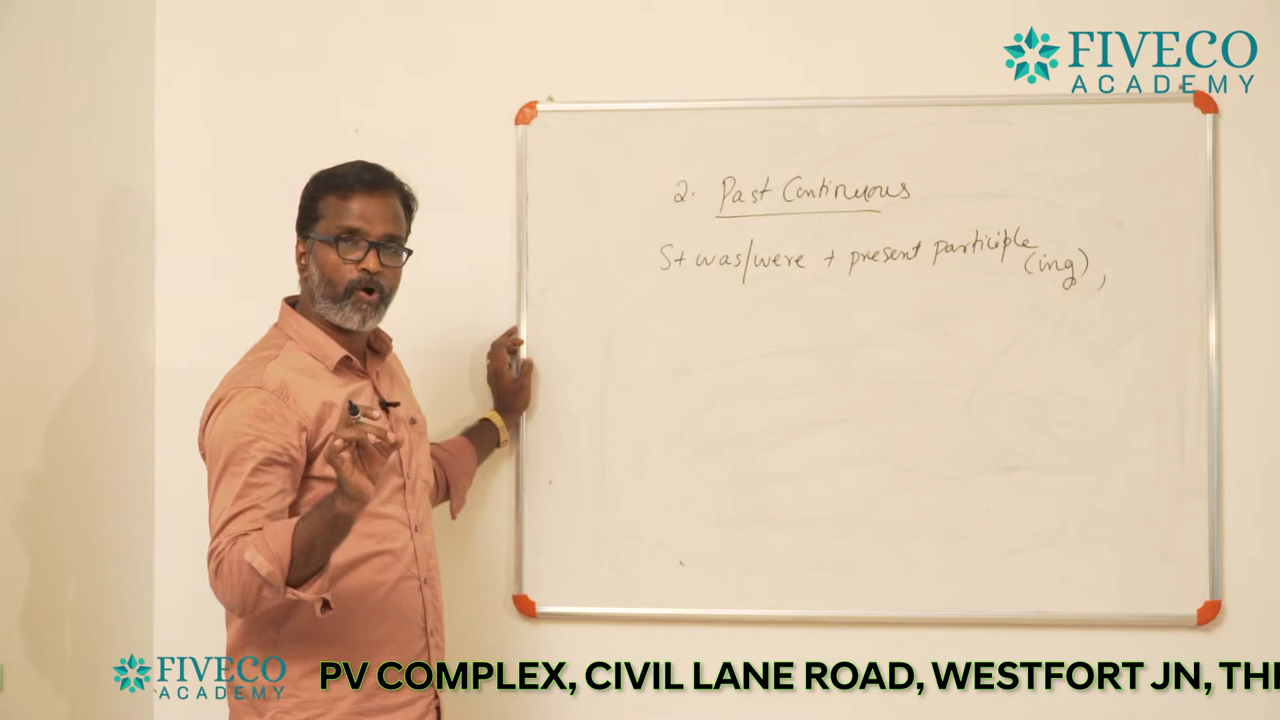 FIVECO
ACADEMY
2. Past Continuous
S+ was/were + present participle
(ing) ,
FIVECO
ACADEMY
PV COMPLEX, CIVIL LANE ROAD, WESTFORT JN,